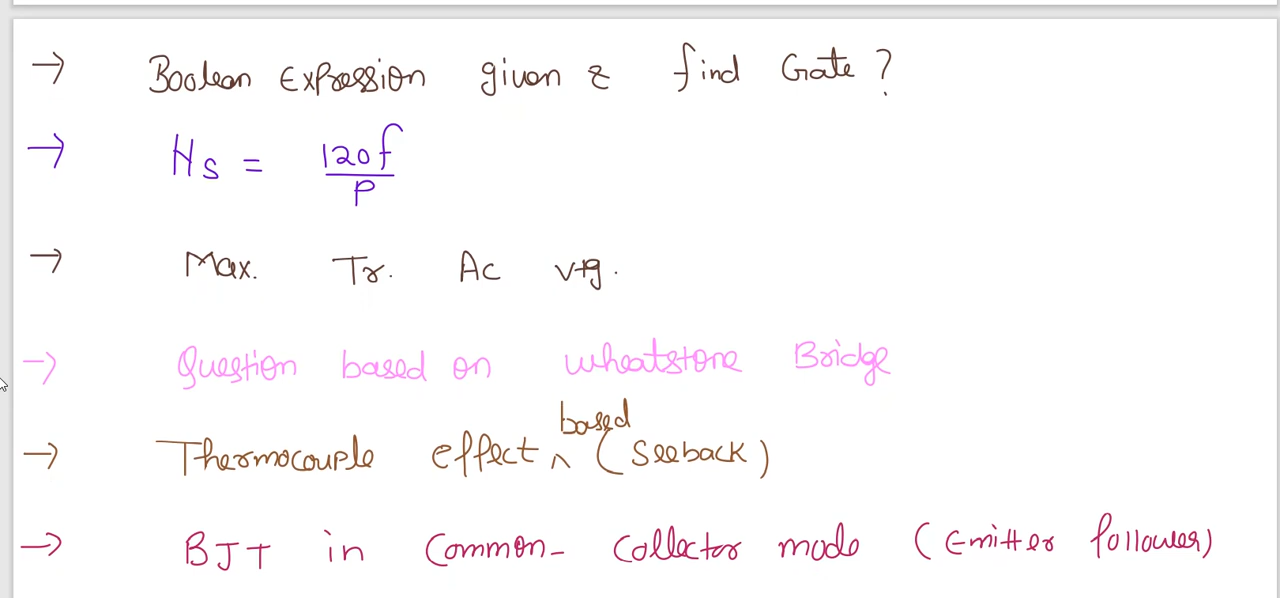 → Boolean Expression given & find Gate ?
→ Hs = 120f / P
→ Max. Tr. Ac vtg.
→ Question based on wheatstone Bridge
→ Thermocouple effect ^ based (Seeback)
→ BJT in Common- Collector mode (Emitter follower)